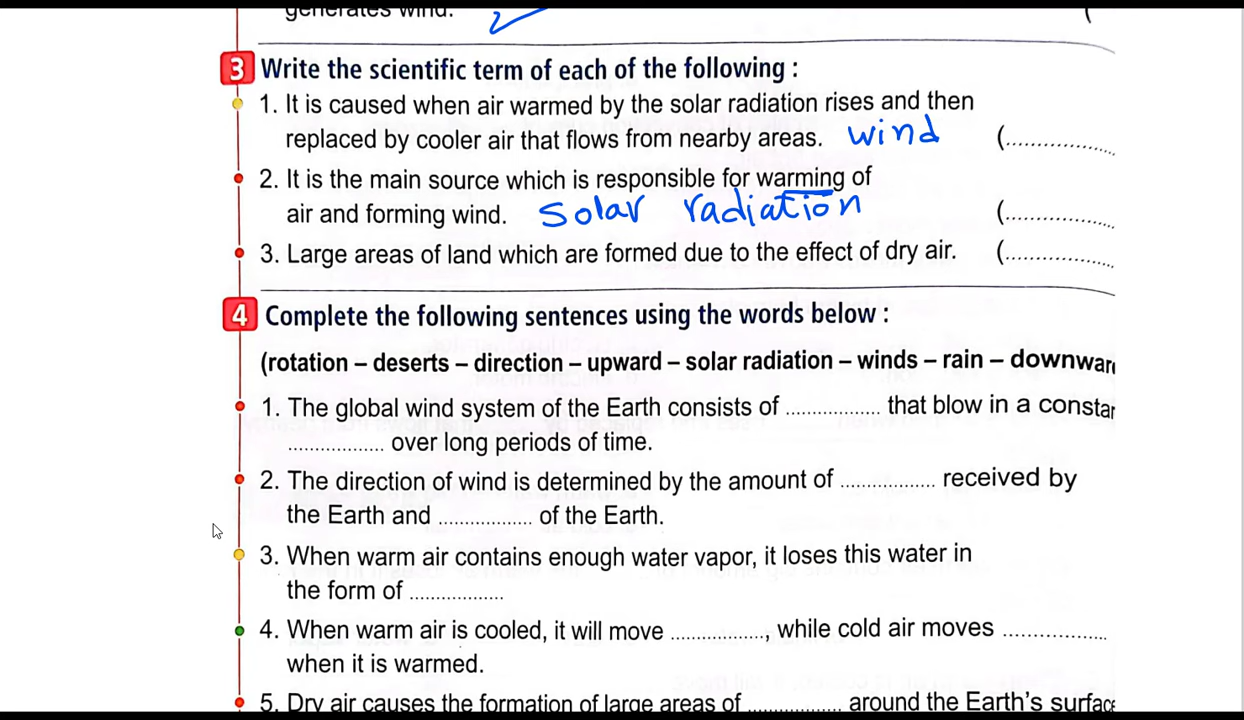 generates wind. (
3 Write the scientific term of each of the following :
1. It is caused when air warmed by the solar radiation rises and then
replaced by cooler air that flows from nearby areas. wind (................
2. It is the main source which is responsible for warming of
air and forming wind. solar radiation (................
3. Large areas of land which are formed due to the effect of dry air. (................
4 Complete the following sentences using the words below :
(rotation – deserts – direction – upward – solar radiation – winds – rain – downwar
1. The global wind system of the Earth consists of ................ that blow in a constar
................ over long periods of time.
2. The direction of wind is determined by the amount of ................ received by
the Earth and ................ of the Earth.
3. When warm air contains enough water vapor, it loses this water in
the form of ................
4. When warm air is cooled, it will move ................, while cold air moves ................
when it is warmed.
5. Dry air causes the formation of large areas of ................ around the Earth's surface